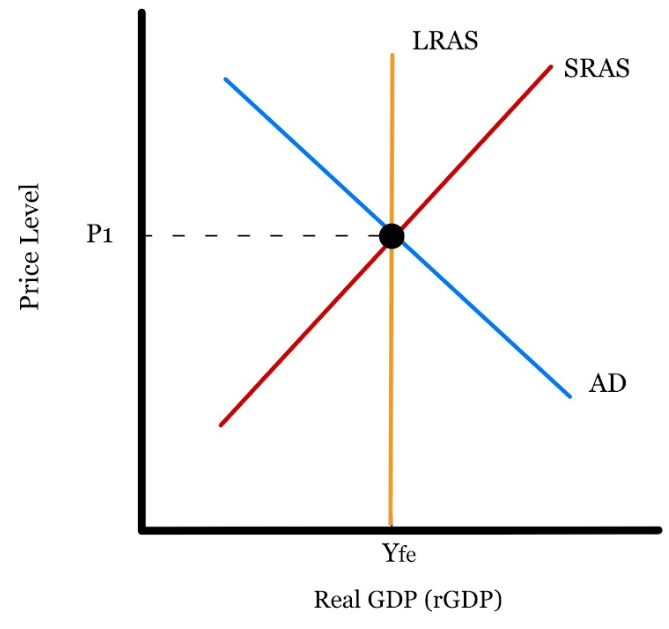 LRAS
SRAS
Price Level
P1
AD
Yfe
Real GDP (rGDP)